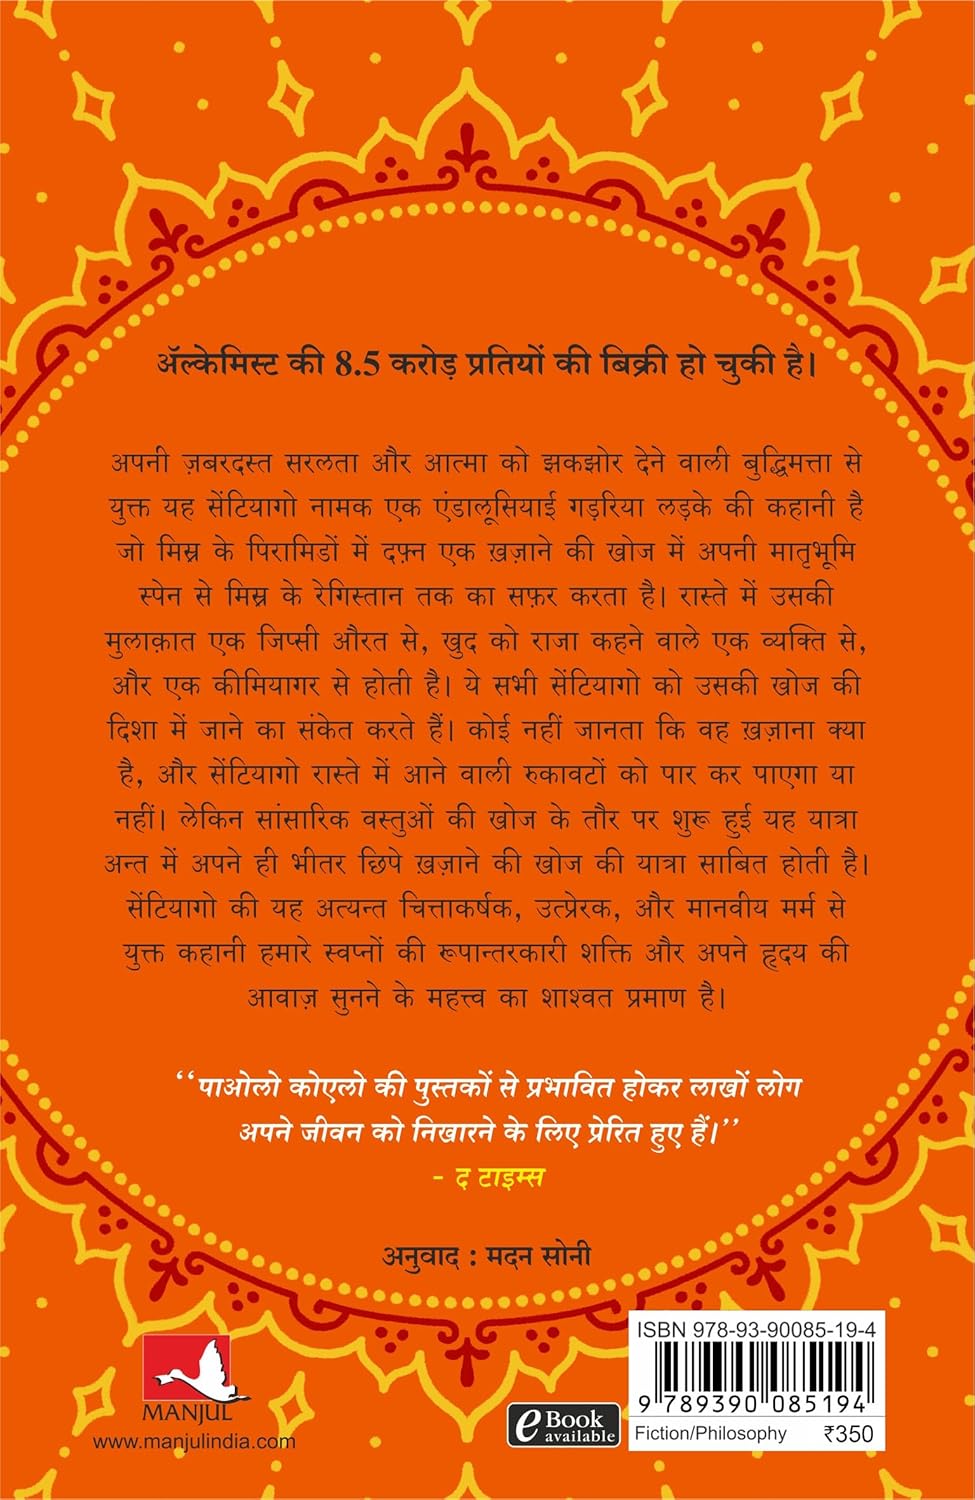 ॲल्केमिस्ट की 8.5 करोड़ प्रतियों की बिक्री हो चुकी है।
अपनी ज़बरदस्त सरलता और आत्मा को झकझोर देने वाली बुद्धिमत्ता से
युक्त यह सेंटियागो नामक एक एंडालूसियाई गड़रिया लड़के की कहानी है
जो मिस्र के पिरामिडों में दफ़्न एक ख़ज़ाने की खोज में अपनी मातृभूमि
स्पेन से मिस्र के रेगिस्तान तक का सफ़र करता है। रास्ते में उसकी
मुलाक़ात एक जिप्सी औरत से, खुद को राजा कहने वाले एक व्यक्ति से,
और एक कीमियागर से होती है। ये सभी सेंटियागो को उसकी खोज की
दिशा में जाने का संकेत करते हैं। कोई नहीं जानता कि वह ख़ज़ाना क्या
है, और सेंटियागो रास्ते में आने वाली रुकावटों को पार कर पाएगा या
नहीं। लेकिन सांसारिक वस्तुओं की खोज के तौर पर शुरू हुई यह यात्रा
अन्त में अपने ही भीतर छिपे ख़ज़ाने की खोज की यात्रा साबित होती है।
सेंटियागो की यह अत्यन्त चित्ताकर्षक, उत्प्रेरक, और मानवीय मर्म से
युक्त कहानी हमारे स्वप्नों की रूपान्तरकारी शक्ति और अपने हृदय की
आवाज़ सुनने के महत्त्व का शाश्वत प्रमाण है।
“पाओलो कोएलो की पुस्तकों से प्रभावित होकर लाखों लोग
अपने जीवन को निखारने के लिए प्रेरित हुए हैं।”
- द टाइम्स
अनुवाद : मदन सोनी
MANJUL
www.manjulindia.com
eBook
available
ISBN 978-93-90085-19-4
9 789390 085194
Fiction/Philosophy ₹350